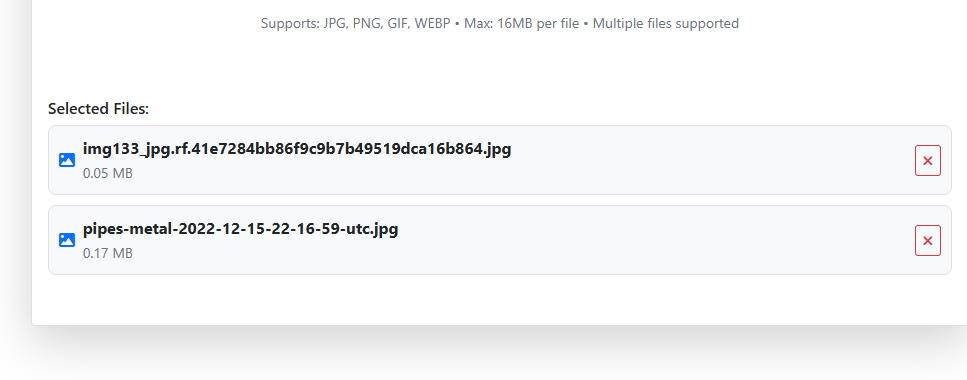 Supports: JPG, PNG, GIF, WEBP • Max: 16MB per file • Multiple files supported
Selected Files:
img133_jpg.rf.41e7284bb86f9c9b7b49519dca16b864.jpg
0.05 MB
pipes-metal-2022-12-15-22-16-59-utc.jpg
0.17 MB